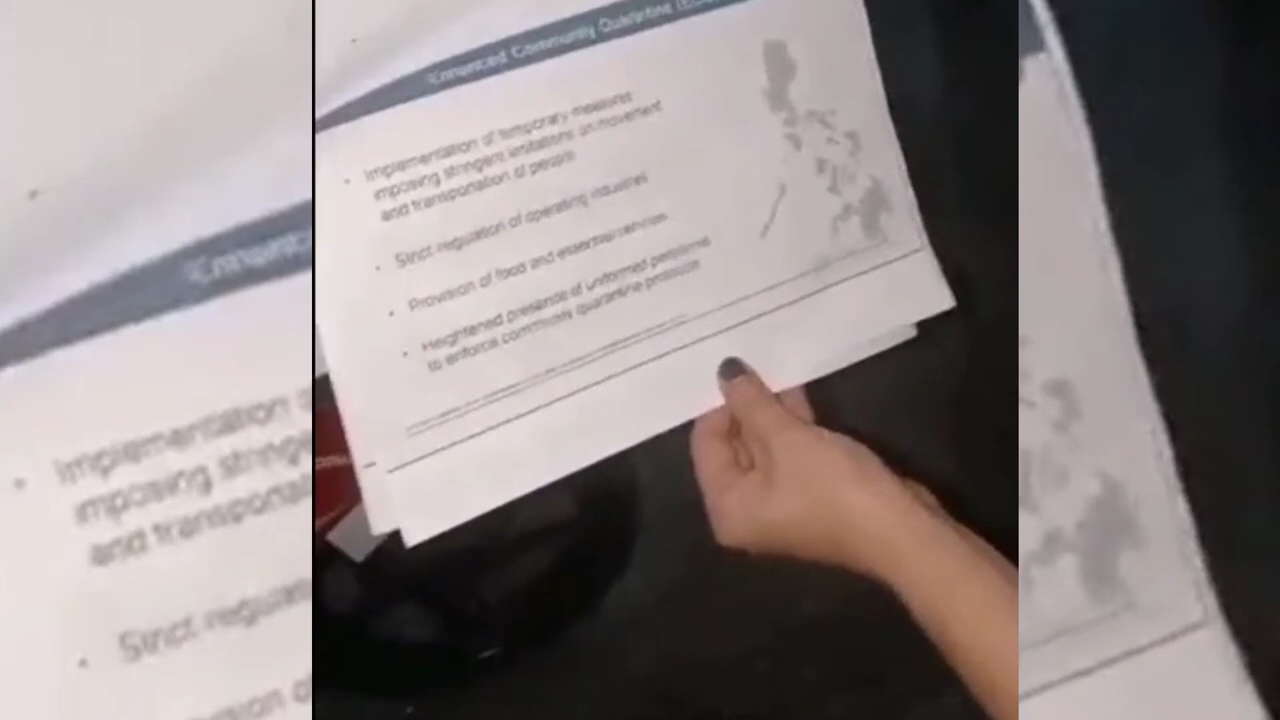 Enhanced Community Quarantine
• Implementation of temporary measures
imposing stringent limitations on movement
and transportation of people
• Strict regulation of operating industries
• Provision of food and essential services
• Heightened presence of uniformed personnel
to enforce community quarantine protocols